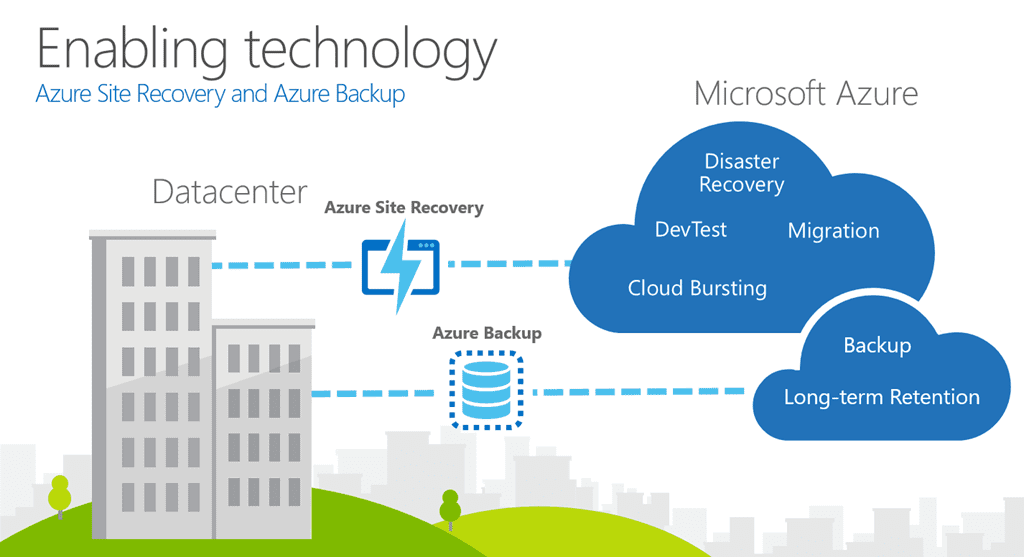 Enabling technology
Azure Site Recovery and Azure Backup
Microsoft Azure
Datacenter
Azure Site Recovery
Disaster
Recovery
DevTest
Migration
Cloud Bursting
Azure Backup
Backup
Long-term Retention